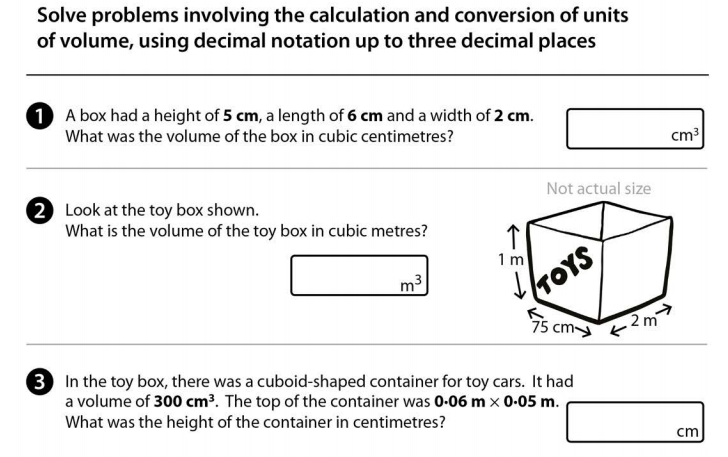 Solve problems involving the calculation and conversion of units
of volume, using decimal notation up to three decimal places
1 A box had a height of 5 cm, a length of 6 cm and a width of 2 cm.
What was the volume of the box in cubic centimetres?
cm³
Not actual size
2 Look at the toy box shown.
What is the volume of the toy box in cubic metres?
m³
1 m
TOYS
75 cm
2 m
3 In the toy box, there was a cuboid-shaped container for toy cars. It had
a volume of 300 cm³. The top of the container was 0·06 m × 0·05 m.
What was the height of the container in centimetres?
cm